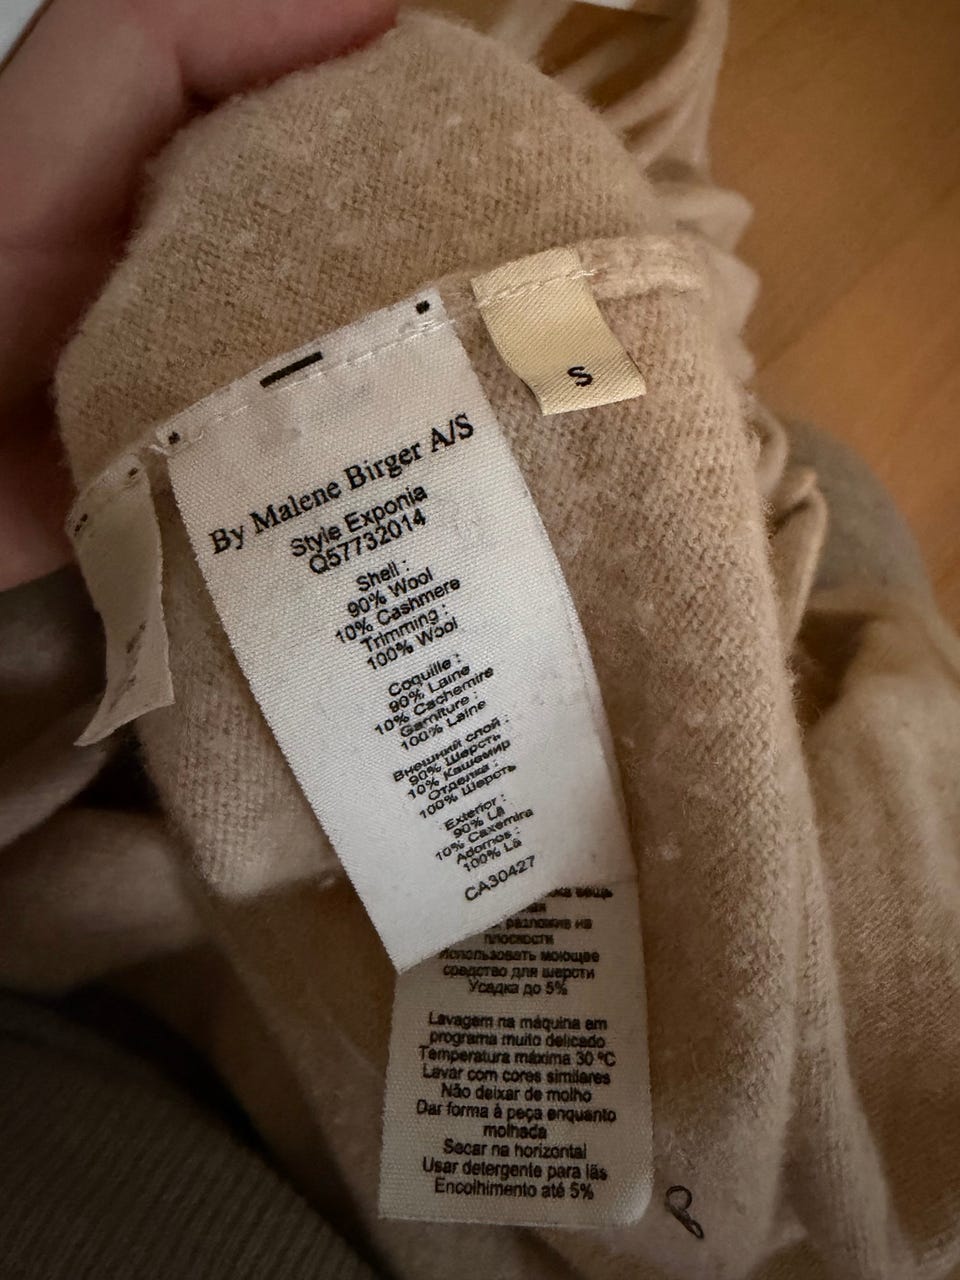 S
By Malene Birger A/S
Style Exponia
Q57732014
Shell :
90% Wool
10% Cashmere
Trimming :
100% Wool
Coquille :
90% Laine
10% Cachemire
Garniture :
100% Laine
Внешний слой :
90% Шерсть
10% Кашемир
Отделка :
100% Шерсть
Exterior :
90% Lã
10% Caxemira
Adornos :
100% Lã
CA30427
вещь
разложив на
плоскости
Использовать моющее
средство для шерсти
Усадка до 5%
Lavagem na máquina em
programa muito delicado
Temperatura máxima 30 ºC
Lavar com cores similares
Não deixar de molho
Dar forma à peça enquanto
molhada
Secar na horizontal
Usar detergente para lãs
Encolhimento até 5%